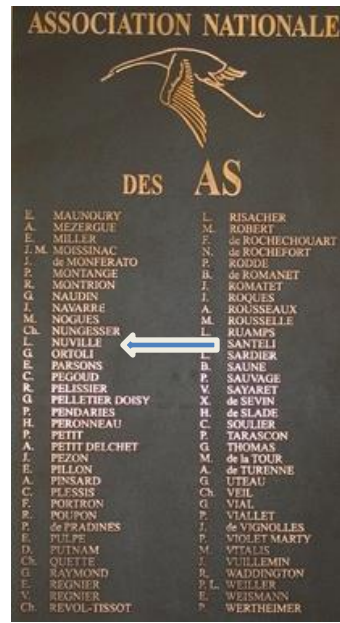 ASSOCIATION NATIONALE
DES AS
E. MAUNOURY
A. MEZERGUE
E. MILLER
J. M. MOISSINAC
J. de MONFERATO
P. MONTANGE
R. MONTRION
G. NAUDIN
J. NAVARRE
M. NOGUES
Ch. NUNGESSER
L. NUVILLE
G. ORTOLI
E. PARSONS
C. PEGOUD
R. PELISSIER
G. PELLETIER DOISY
P. PENDARIES
H. PERONNEAU
P. PETIT
A. PETIT DELCHET
J. PEZON
E. PILLON
A. PINSARD
C. PLESSIS
F. PORTRON
R. POUPON
P. de PRADINES
E. PULPE
D. PUTNAM
Ch. QUETTE
G. RAYMOND
E. REGNIER
V. REGNIER
Ch. REVOL-TISSOT
L. RISACHER
M. ROBERT
F. de ROCHECHOUART
N. de ROCHEFORT
P. RODDE
B. de ROMANET
J. ROMATET
J. ROQUES
A. ROUSSEAUX
M. ROUSSELLE
L. RUAMPS
SANTELI
L. SARDIER
B. SAUNE
P. SAUVAGE
V. SAYARET
X. de SEVIN
H. de SLADE
C. SOULIER
P. TARASCON
G. THOMAS
M. de la TOUR
A. de TURENNE
G. UTEAU
Ch. VEIL
G. VIAL
P. VIALLET
J. de VIGNOLLES
P. VIOLET MARTY
M. VITALIS
J. VUILLEMIN
R. WADDINGTON
P. L. WEILLER
E. WEISMANN
P. WERTHEIMER